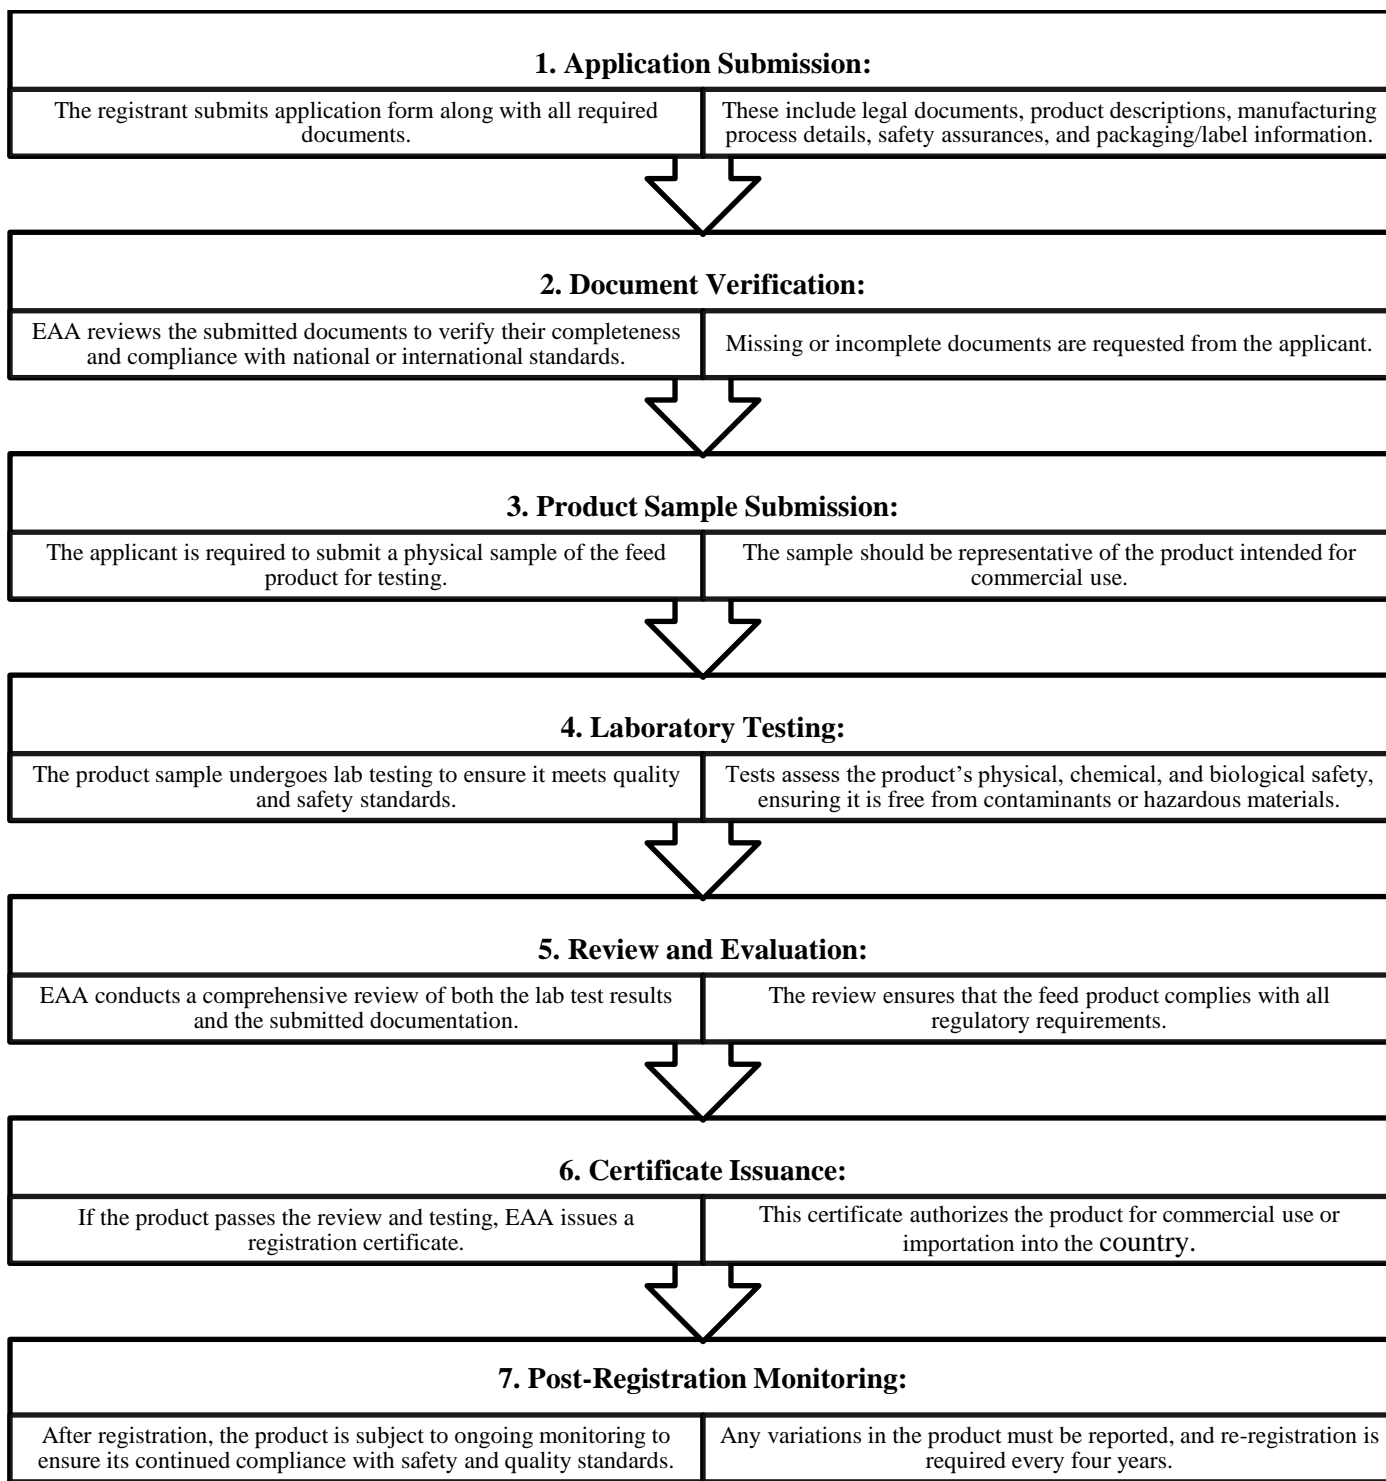 1. Application Submission:
The registrant submits application form along with all required
documents.
These include legal documents, product descriptions, manufacturing
process details, safety assurances, and packaging/label information.
2. Document Verification:
EAA reviews the submitted documents to verify their completeness
and compliance with national or international standards.
Missing or incomplete documents are requested from the applicant.
3. Product Sample Submission:
The applicant is required to submit a physical sample of the feed
product for testing.
The sample should be representative of the product intended for
commercial use.
4. Laboratory Testing:
The product sample undergoes lab testing to ensure it meets quality
and safety standards.
Tests assess the product’s physical, chemical, and biological safety,
ensuring it is free from contaminants or hazardous materials.
5. Review and Evaluation:
EAA conducts a comprehensive review of both the lab test results
and the submitted documentation.
The review ensures that the feed product complies with all
regulatory requirements.
6. Certificate Issuance:
If the product passes the review and testing, EAA issues a
registration certificate.
This certificate authorizes the product for commercial use or
importation into the country.
7. Post-Registration Monitoring:
After registration, the product is subject to ongoing monitoring to
ensure its continued compliance with safety and quality standards.
Any variations in the product must be reported, and re-registration is
required every four years.